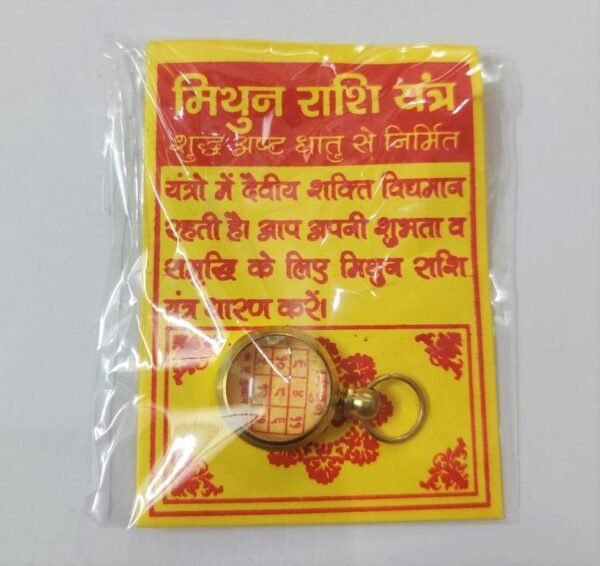 मिथुन राशि यंत्र
शुद्ध अष्ट धातु से निर्मित
यंत्रो में दैवीय शक्ति विद्यमान
रहती है। आप अपनी शुभता व
समृद्धि के लिए मिथुन राशि
यंत्र धारण करें।